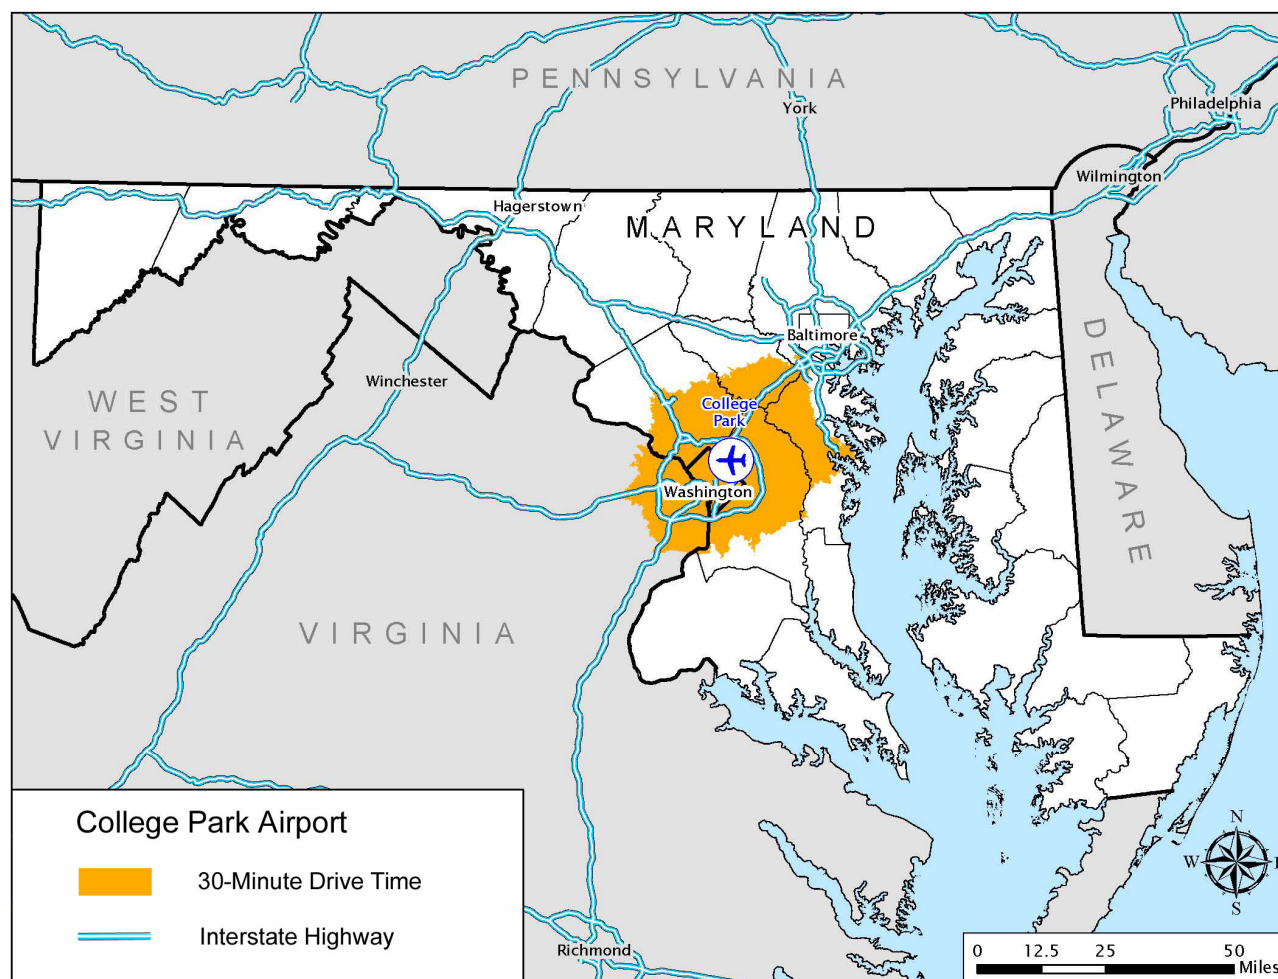 PENNSYLVANIA
York
Philadelphia
Wilmington
Hagerstown
MARYLAND
Baltimore
DELAWARE
Winchester
WEST
VIRGINIA
College
Park
Washington
VIRGINIA
Richmond
College Park Airport
30-Minute Drive Time
Interstate Highway
N
W
S
0 12.5 25 50
Miles